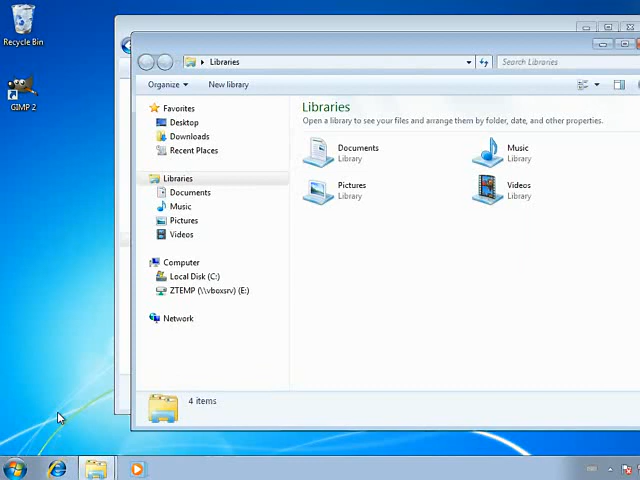 Recycle Bin
GIMP 2
Libraries
Search Libraries
Organize
New library
Favorites
Desktop
Downloads
Recent Places
Libraries
Documents
Music
Pictures
Videos
Computer
Local Disk (C:)
ZTEMP (\\vboxsrv) (E:)
Network
Libraries
Open a library to see your files and arrange them by folder, date, and other properties.
Documents
Library
Music
Library
Pictures
Library
Videos
Library
4 items